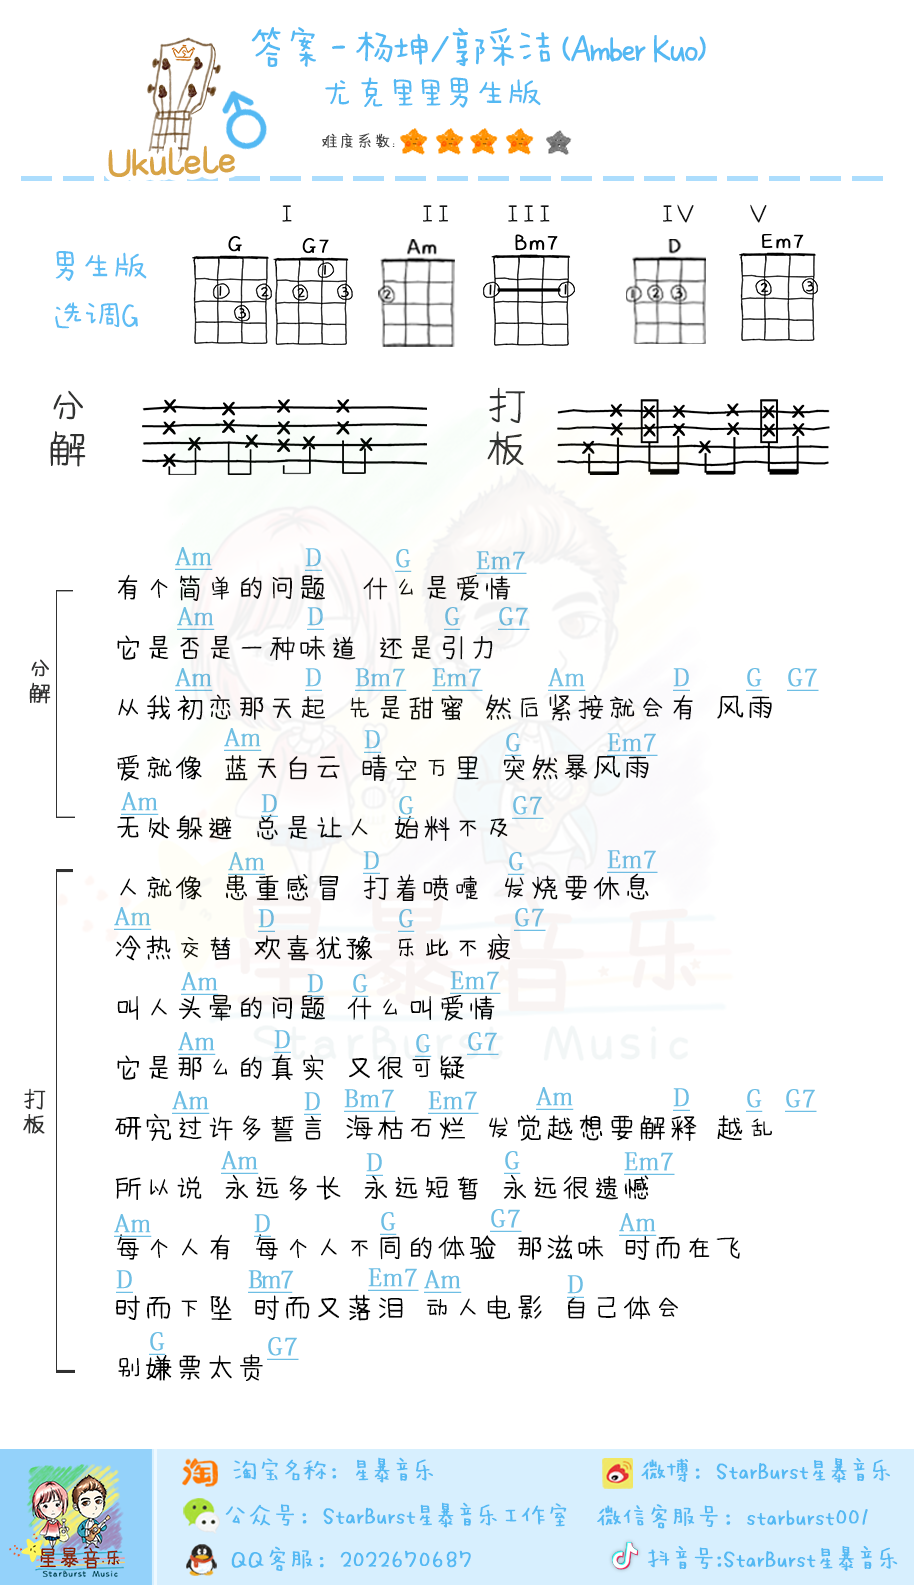 答案 - 杨坤/郭采洁 (Amber Kuo)
尤克里里男生版
难度系数:
Ukulele
I II III IV V
G G7 Am Bm7 D Em7
男生版
选调G
分解
打板
Am D G Em7
有个简单的问题 什么是爱情
Am D G G7
它是否是一种味道 还是引力
Am D Bm7 Em7 Am D G G7
从我初恋那天起 先是甜蜜 然后紧接就会有 风雨
分解
Am D G Em7
爱就像 蓝天白云 晴空万里 突然暴风雨
Am D G G7
无处躲避 总是让人 始料不及
Am D G Em7
人就像 患重感冒 打着喷嚏 发烧要休息
Am D G G7
冷热交替 欢喜犹豫 乐此不疲
Am D G Em7
叫人头晕的问题 什么叫爱情
Am D G G7
它是那么的真实 又很可疑
打板
Am D Bm7 Em7 Am D G G7
研究过许多誓言 海枯石烂 发觉越想要解释 越乱
Am D G Em7
所以说 永远多长 永远短暂 永远很遗憾
Am D G G7 Am
每个人有 每个人不同的体验 那滋味 时而在飞
D Bm7 Em7 Am D
时而下坠 时而又落泪 动人电影 自己体会
G G7
别嫌票太贵
星暴音乐
StarBurst Music
淘 淘宝名称：星暴音乐
微博：StarBurst星暴音乐
公众号：StarBurst星暴音乐工作室
微信客服号：starburst001
QQ客服：2022670687
抖音号:StarBurst星暴音乐
星暴音乐
StarBurst Music